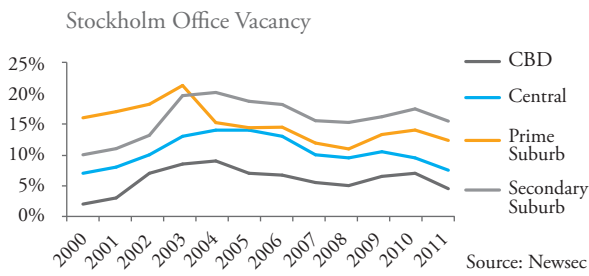 Stockholm Office Vacancy
25%
20%
15%
10%
5%
0%
2000 2001 2002 2003 2004 2005 2006 2007 2008 2009 2010 2011
CBD
Central
Prime
Suburb
Secondary
Suburb
Source: Newsec